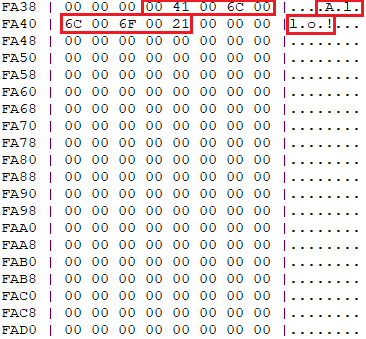 FA38 | 00 00 00 00 41 00 6C 00 |....A.l.
FA40 | 6C 00 6F 00 21 00 00 00 |l.o.!...
FA48 | 00 00 00 00 00 00 00 00 |........
FA50 | 00 00 00 00 00 00 00 00 |........
FA58 | 00 00 00 00 00 00 00 00 |........
FA60 | 00 00 00 00 00 00 00 00 |........
FA68 | 00 00 00 00 00 00 00 00 |........
FA70 | 00 00 00 00 00 00 00 00 |........
FA78 | 00 00 00 00 00 00 00 00 |........
FA80 | 00 00 00 00 00 00 00 00 |........
FA88 | 00 00 00 00 00 00 00 00 |........
FA90 | 00 00 00 00 00 00 00 00 |........
FA98 | 00 00 00 00 00 00 00 00 |........
FAA0 | 00 00 00 00 00 00 00 00 |........
FAA8 | 00 00 00 00 00 00 00 00 |........
FAB0 | 00 00 00 00 00 00 00 00 |........
FAB8 | 00 00 00 00 00 00 00 00 |........
FAC0 | 00 00 00 00 00 00 00 00 |........
FAC8 | 00 00 00 00 00 00 00 00 |........
FAD0 | 00 00 00 00 00 00 00 00 |........